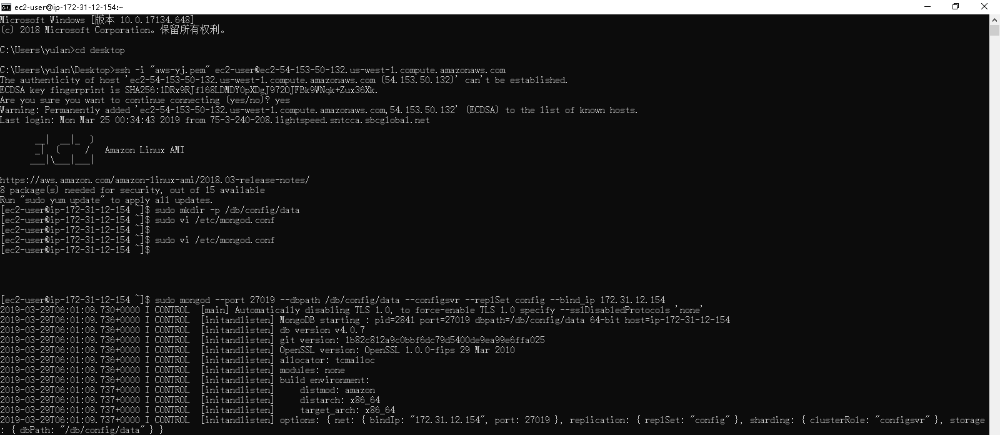 ec2-user@ip-172-31-12-154:~
Microsoft Windows [版本 10.0.17134.648]
(c) 2018 Microsoft Corporation。保留所有权利。
C:\Users\yulan>cd desktop
C:\Users\yulan\Desktop>ssh -i "aws-yj.pem" ec2-user@ec2-54-153-50-132.us-west-1.compute.amazonaws.com
The authenticity of host 'ec2-54-153-50-132.us-west-1.compute.amazonaws.com (54.153.50.132)' can't be established.
ECDSA key fingerprint is SHA256:1DRx9RJf168LDMDY0pXDgJ972OJFBk9WNqk+Zux36Xk.
Are you sure you want to continue connecting (yes/no)? yes
Warning: Permanently added 'ec2-54-153-50-132.us-west-1.compute.amazonaws.com,54.153.50.132' (ECDSA) to the list of known hosts.
Last login: Mon Mar 25 00:34:43 2019 from 75-3-240-208.lightspeed.sntcca.sbcglobal.net
__|  __|_  )
_|  (     /   Amazon Linux AMI
___|\___|___|
https://aws.amazon.com/amazon-linux-ami/2018.03-release-notes/
8 package(s) needed for security, out of 15 available
Run "sudo yum update" to apply all updates.
[ec2-user@ip-172-31-12-154 ~]$ sudo mkdir -p /db/config/data
[ec2-user@ip-172-31-12-154 ~]$ sudo vi /etc/mongod.conf
[ec2-user@ip-172-31-12-154 ~]$
[ec2-user@ip-172-31-12-154 ~]$ sudo vi /etc/mongod.conf
[ec2-user@ip-172-31-12-154 ~]$
[ec2-user@ip-172-31-12-154 ~]$ sudo mongod --port 27019 --dbpath /db/config/data --configsvr --replSet config --bind_ip 172.31.12.154
2019-03-29T06:01:09.730+0000 I CONTROL  [main] Automatically disabling TLS 1.0, to force-enable TLS 1.0 specify --sslDisabledProtocols 'none'
2019-03-29T06:01:09.736+0000 I CONTROL  [initandlisten] MongoDB starting : pid=2841 port=27019 dbpath=/db/config/data 64-bit host=ip-172-31-12-154
2019-03-29T06:01:09.736+0000 I CONTROL  [initandlisten] db version v4.0.7
2019-03-29T06:01:09.736+0000 I CONTROL  [initandlisten] git version: 1b82c812a9c0bbf6dc79d5400de9ea99e6ffa025
2019-03-29T06:01:09.736+0000 I CONTROL  [initandlisten] OpenSSL version: OpenSSL 1.0.0-fips 29 Mar 2010
2019-03-29T06:01:09.736+0000 I CONTROL  [initandlisten] allocator: tcmalloc
2019-03-29T06:01:09.736+0000 I CONTROL  [initandlisten] modules: none
2019-03-29T06:01:09.736+0000 I CONTROL  [initandlisten] build environment:
2019-03-29T06:01:09.737+0000 I CONTROL  [initandlisten]     distmod: amazon
2019-03-29T06:01:09.737+0000 I CONTROL  [initandlisten]     distarch: x86_64
2019-03-29T06:01:09.737+0000 I CONTROL  [initandlisten]     target_arch: x86_64
2019-03-29T06:01:09.737+0000 I CONTROL  [initandlisten] options: { net: { bindIp: "172.31.12.154", port: 27019 }, replication: { replSet: "config" }, sharding: { clusterRole: "configsvr" }, storage
: { dbPath: "/db/config/data" } }